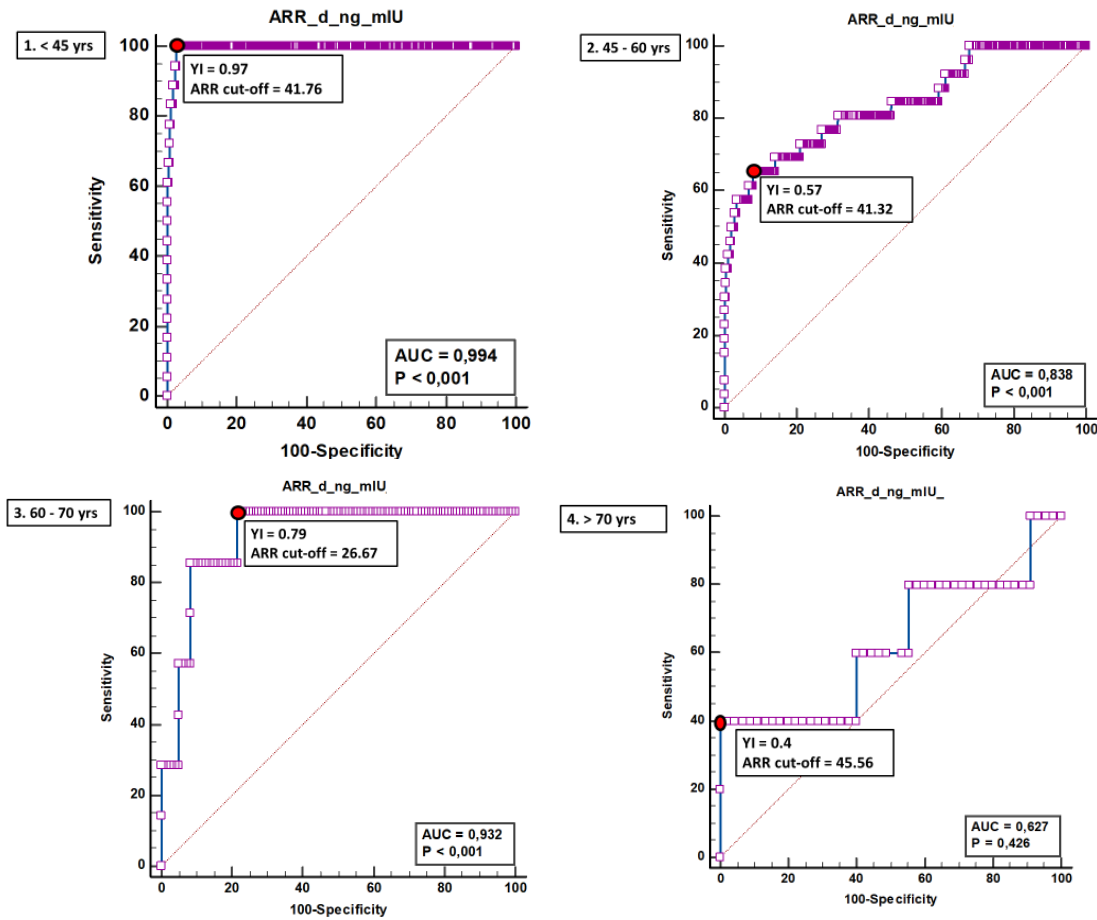 ARR_d_ng_mIU
1. < 45 yrs
100
80
60
40
20
0
Sensitivity
YI = 0.97
ARR cut-off = 41.76
AUC = 0,994
P < 0,001
0 20 40 60 80 100
100-Specificity
ARR_d_ng_mIU
2. 45 - 60 yrs
100
80
60
40
20
0
Sensitivity
YI = 0.57
ARR cut-off = 41.32
AUC = 0,838
P < 0,001
0 20 40 60 80 100
100-Specificity
ARR_d_ng_mIU
3. 60 - 70 yrs
100
80
60
40
20
0
Sensitivity
YI = 0.79
ARR cut-off = 26.67
AUC = 0,932
P < 0,001
0 20 40 60 80 100
100-Specificity
ARR_d_ng_mIU_
4. > 70 yrs
100
80
60
40
20
0
Sensitivity
YI = 0.4
ARR cut-off = 45.56
AUC = 0,627
P = 0,426
0 20 40 60 80 100
100-Specificity